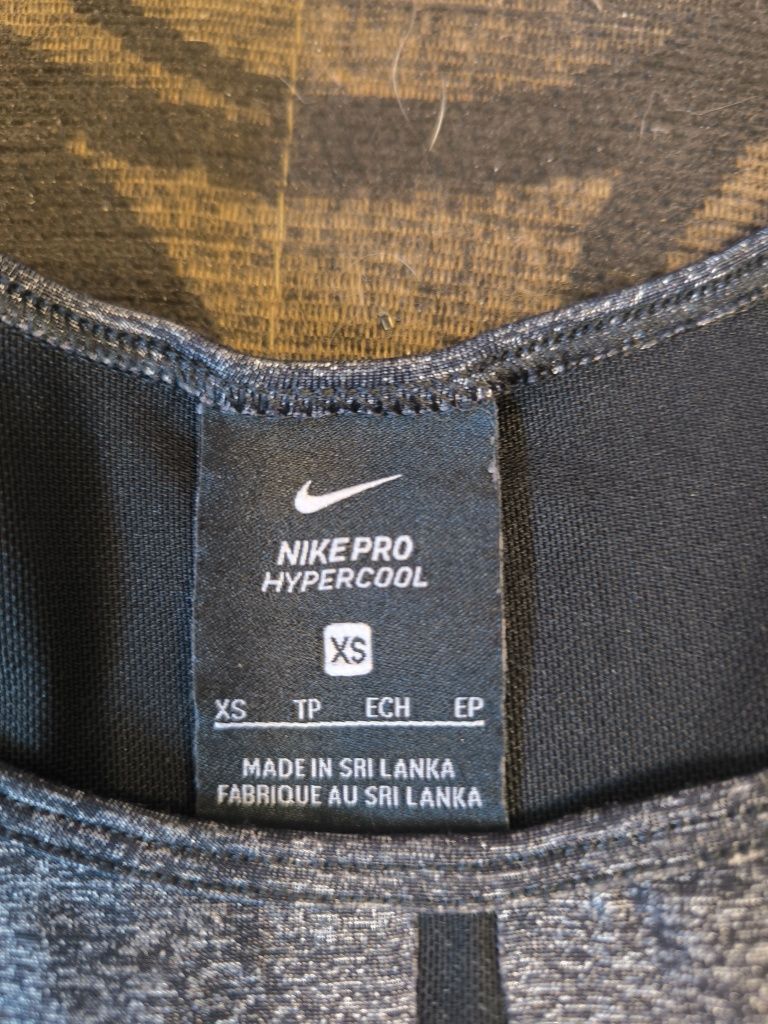 NIKE PRO
HYPERCOOL
XS
XS TP ECH EP
MADE IN SRI LANKA
FABRIQUE AU SRI LANKA